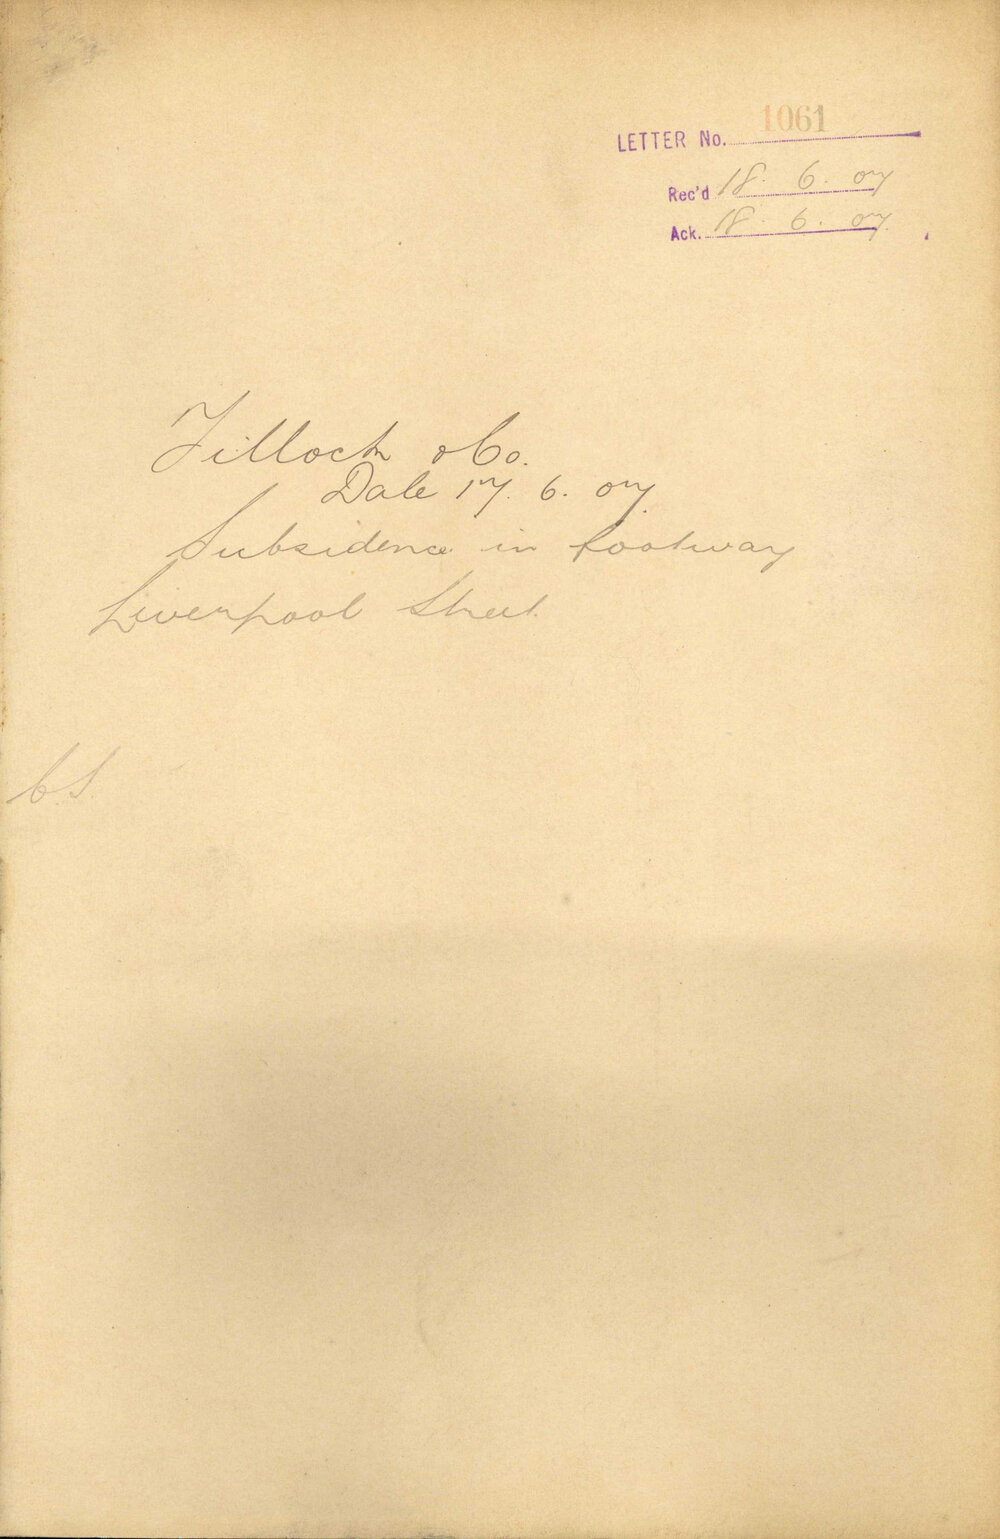 LETTER No. 1061
Rec'd 18. 6. 07
Ack. 18. 6. 07.
Tillock & Co.
Date 17. 6. 07
Subsidence in footway
Liverpool Street
C.S